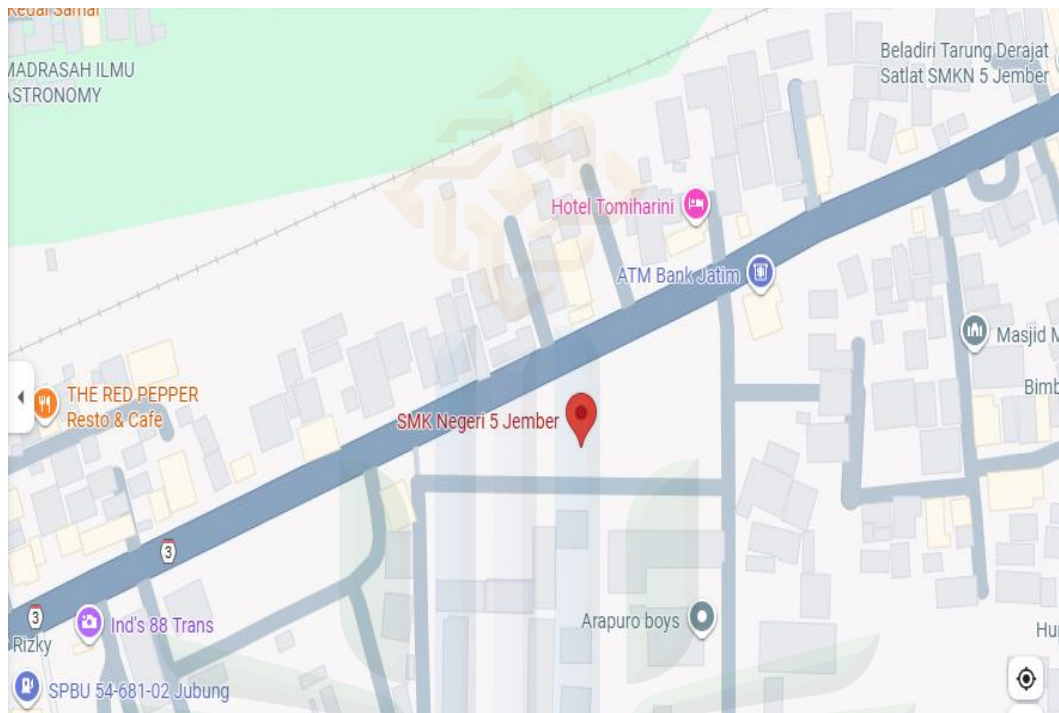 Kedai Samai
MADRASAH ILMU
ASTRONOMY
Beladiri Tarung Derajat
Satlat SMKN 5 Jember
Hotel Tomiharini
ATM Bank Jatim
Masjid M
Bimb
THE RED PEPPER
Resto & Cafe
SMK Negeri 5 Jember
3
3
Ind's 88 Trans
Rizky
Arapuro boys
Hu
SPBU 54-681-02 Jubung